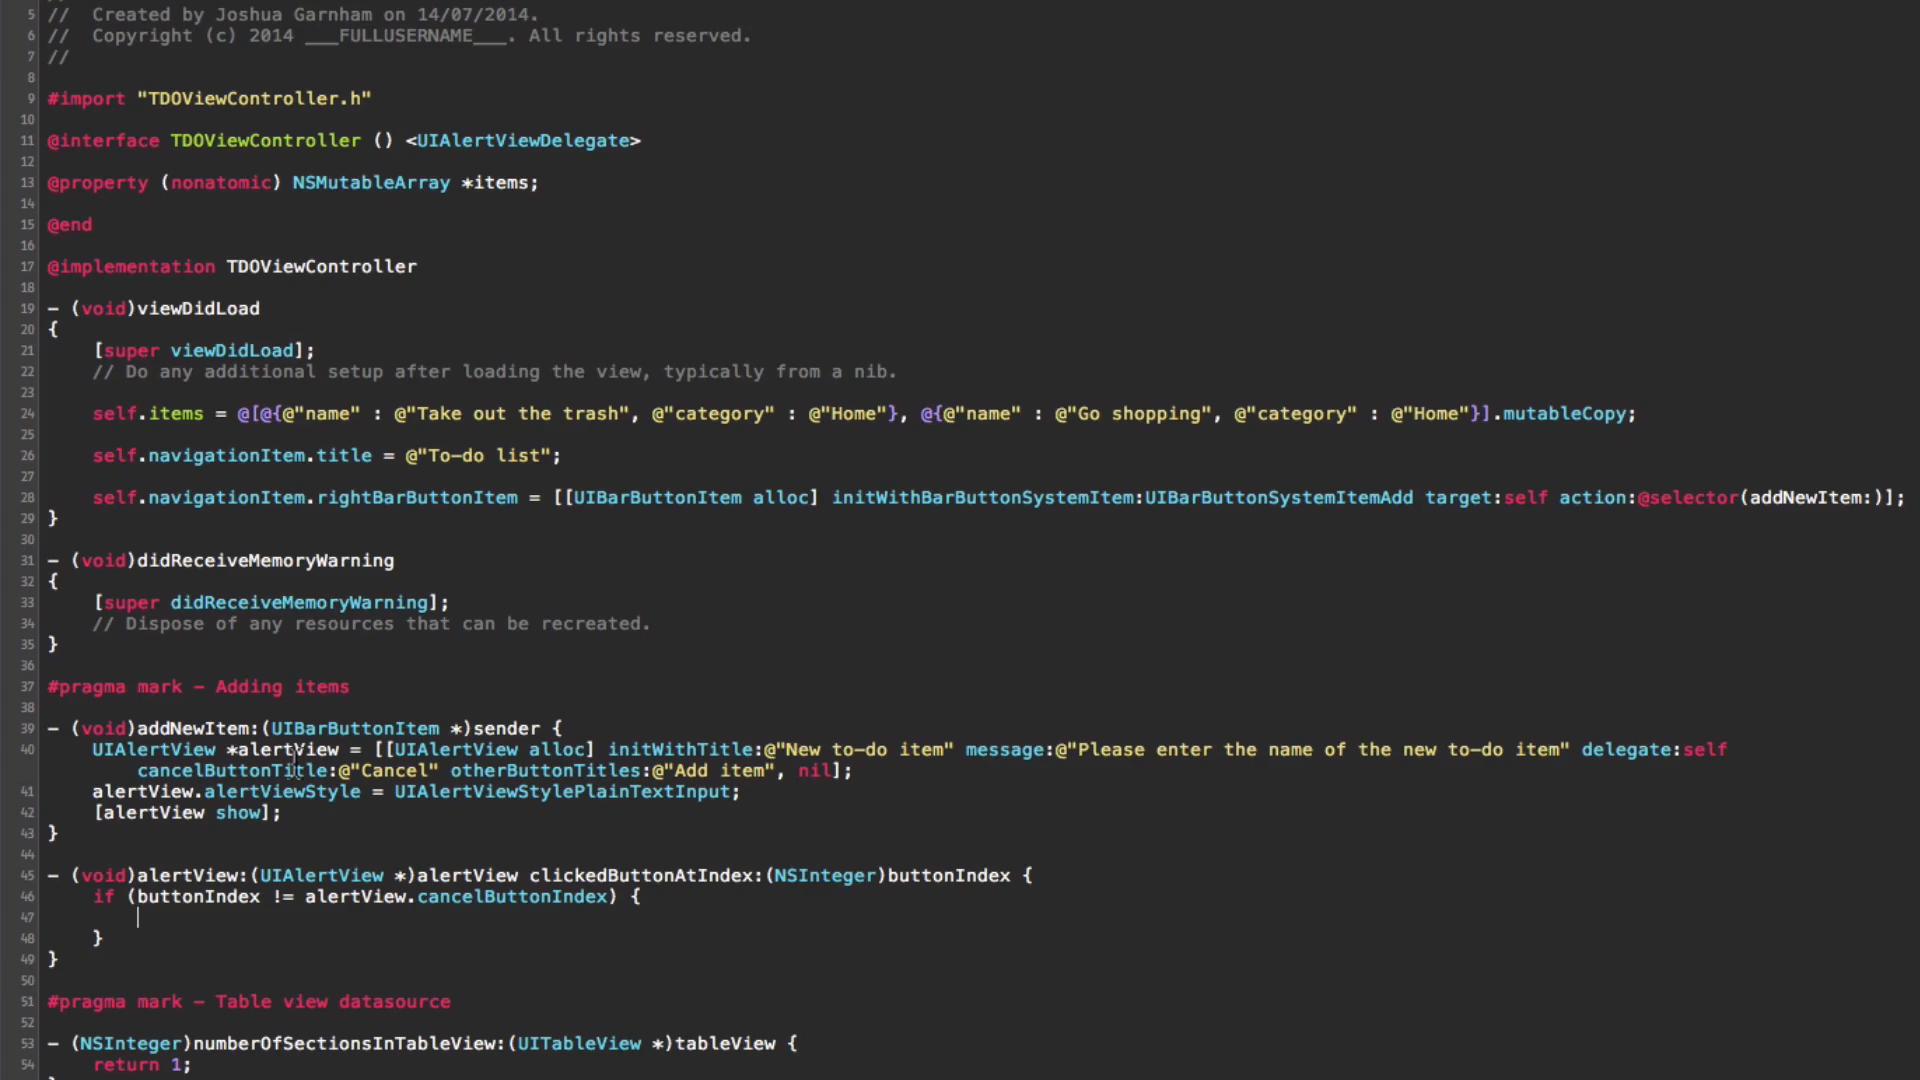 5 // Created by Joshua Garnham on 14/07/2014.
6 // Copyright (c) 2014 ___FULLUSERNAME___. All rights reserved.
7 //
8
9 #import "TDOViewController.h"
10
11 @interface TDOViewController () <UIAlertViewDelegate>
12
13 @property (nonatomic) NSMutableArray *items;
14
15 @end
16
17 @implementation TDOViewController
18
19 - (void)viewDidLoad
20 {
21     [super viewDidLoad];
22     // Do any additional setup after loading the view, typically from a nib.
23
24     self.items = @[@{@"name" : @"Take out the trash", @"category" : @"Home"}, @{@"name" : @"Go shopping", @"category" : @"Home"}].mutableCopy;
25
26     self.navigationItem.title = @"To-do list";
27
28     self.navigationItem.rightBarButtonItem = [[UIBarButtonItem alloc] initWithBarButtonSystemItem:UIBarButtonSystemItemAdd target:self action:@selector(addNewItem:)];
29 }
30
31 - (void)didReceiveMemoryWarning
32 {
33     [super didReceiveMemoryWarning];
34     // Dispose of any resources that can be recreated.
35 }
36
37 #pragma mark - Adding items
38
39 - (void)addNewItem:(UIBarButtonItem *)sender {
40     UIAlertView *alertView = [[UIAlertView alloc] initWithTitle:@"New to-do item" message:@"Please enter the name of the new to-do item" delegate:self
cancelButtonTitle:@"Cancel" otherButtonTitles:@"Add item", nil];
41     alertView.alertViewStyle = UIAlertViewStylePlainTextInput;
42     [alertView show];
43 }
44
45 - (void)alertView:(UIAlertView *)alertView clickedButtonAtIndex:(NSInteger)buttonIndex {
46     if (buttonIndex != alertView.cancelButtonIndex) {
47
48     }
49 }
50
51 #pragma mark - Table view datasource
52
53 - (NSInteger)numberOfSectionsInTableView:(UITableView *)tableView {
54     return 1;